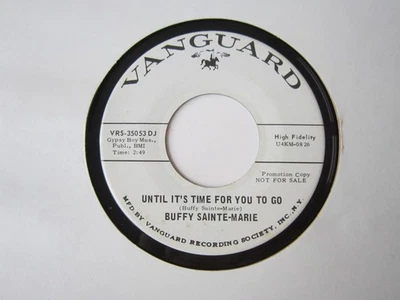 VANGUARD
VRS-35053 DJ
Gypsy Boy Mus.,
Publ., BMI
Time: 2:49
High Fidelity
Promotion Copy
NOT FOR SALE
UNTIL IT'S TIME FOR YOU TO GO
(Buffy Sainte-Marie)
BUFFY SAINTE-MARIE
MFD. BY VANGUARD RECORDING SOCIETY, INC., N.Y.